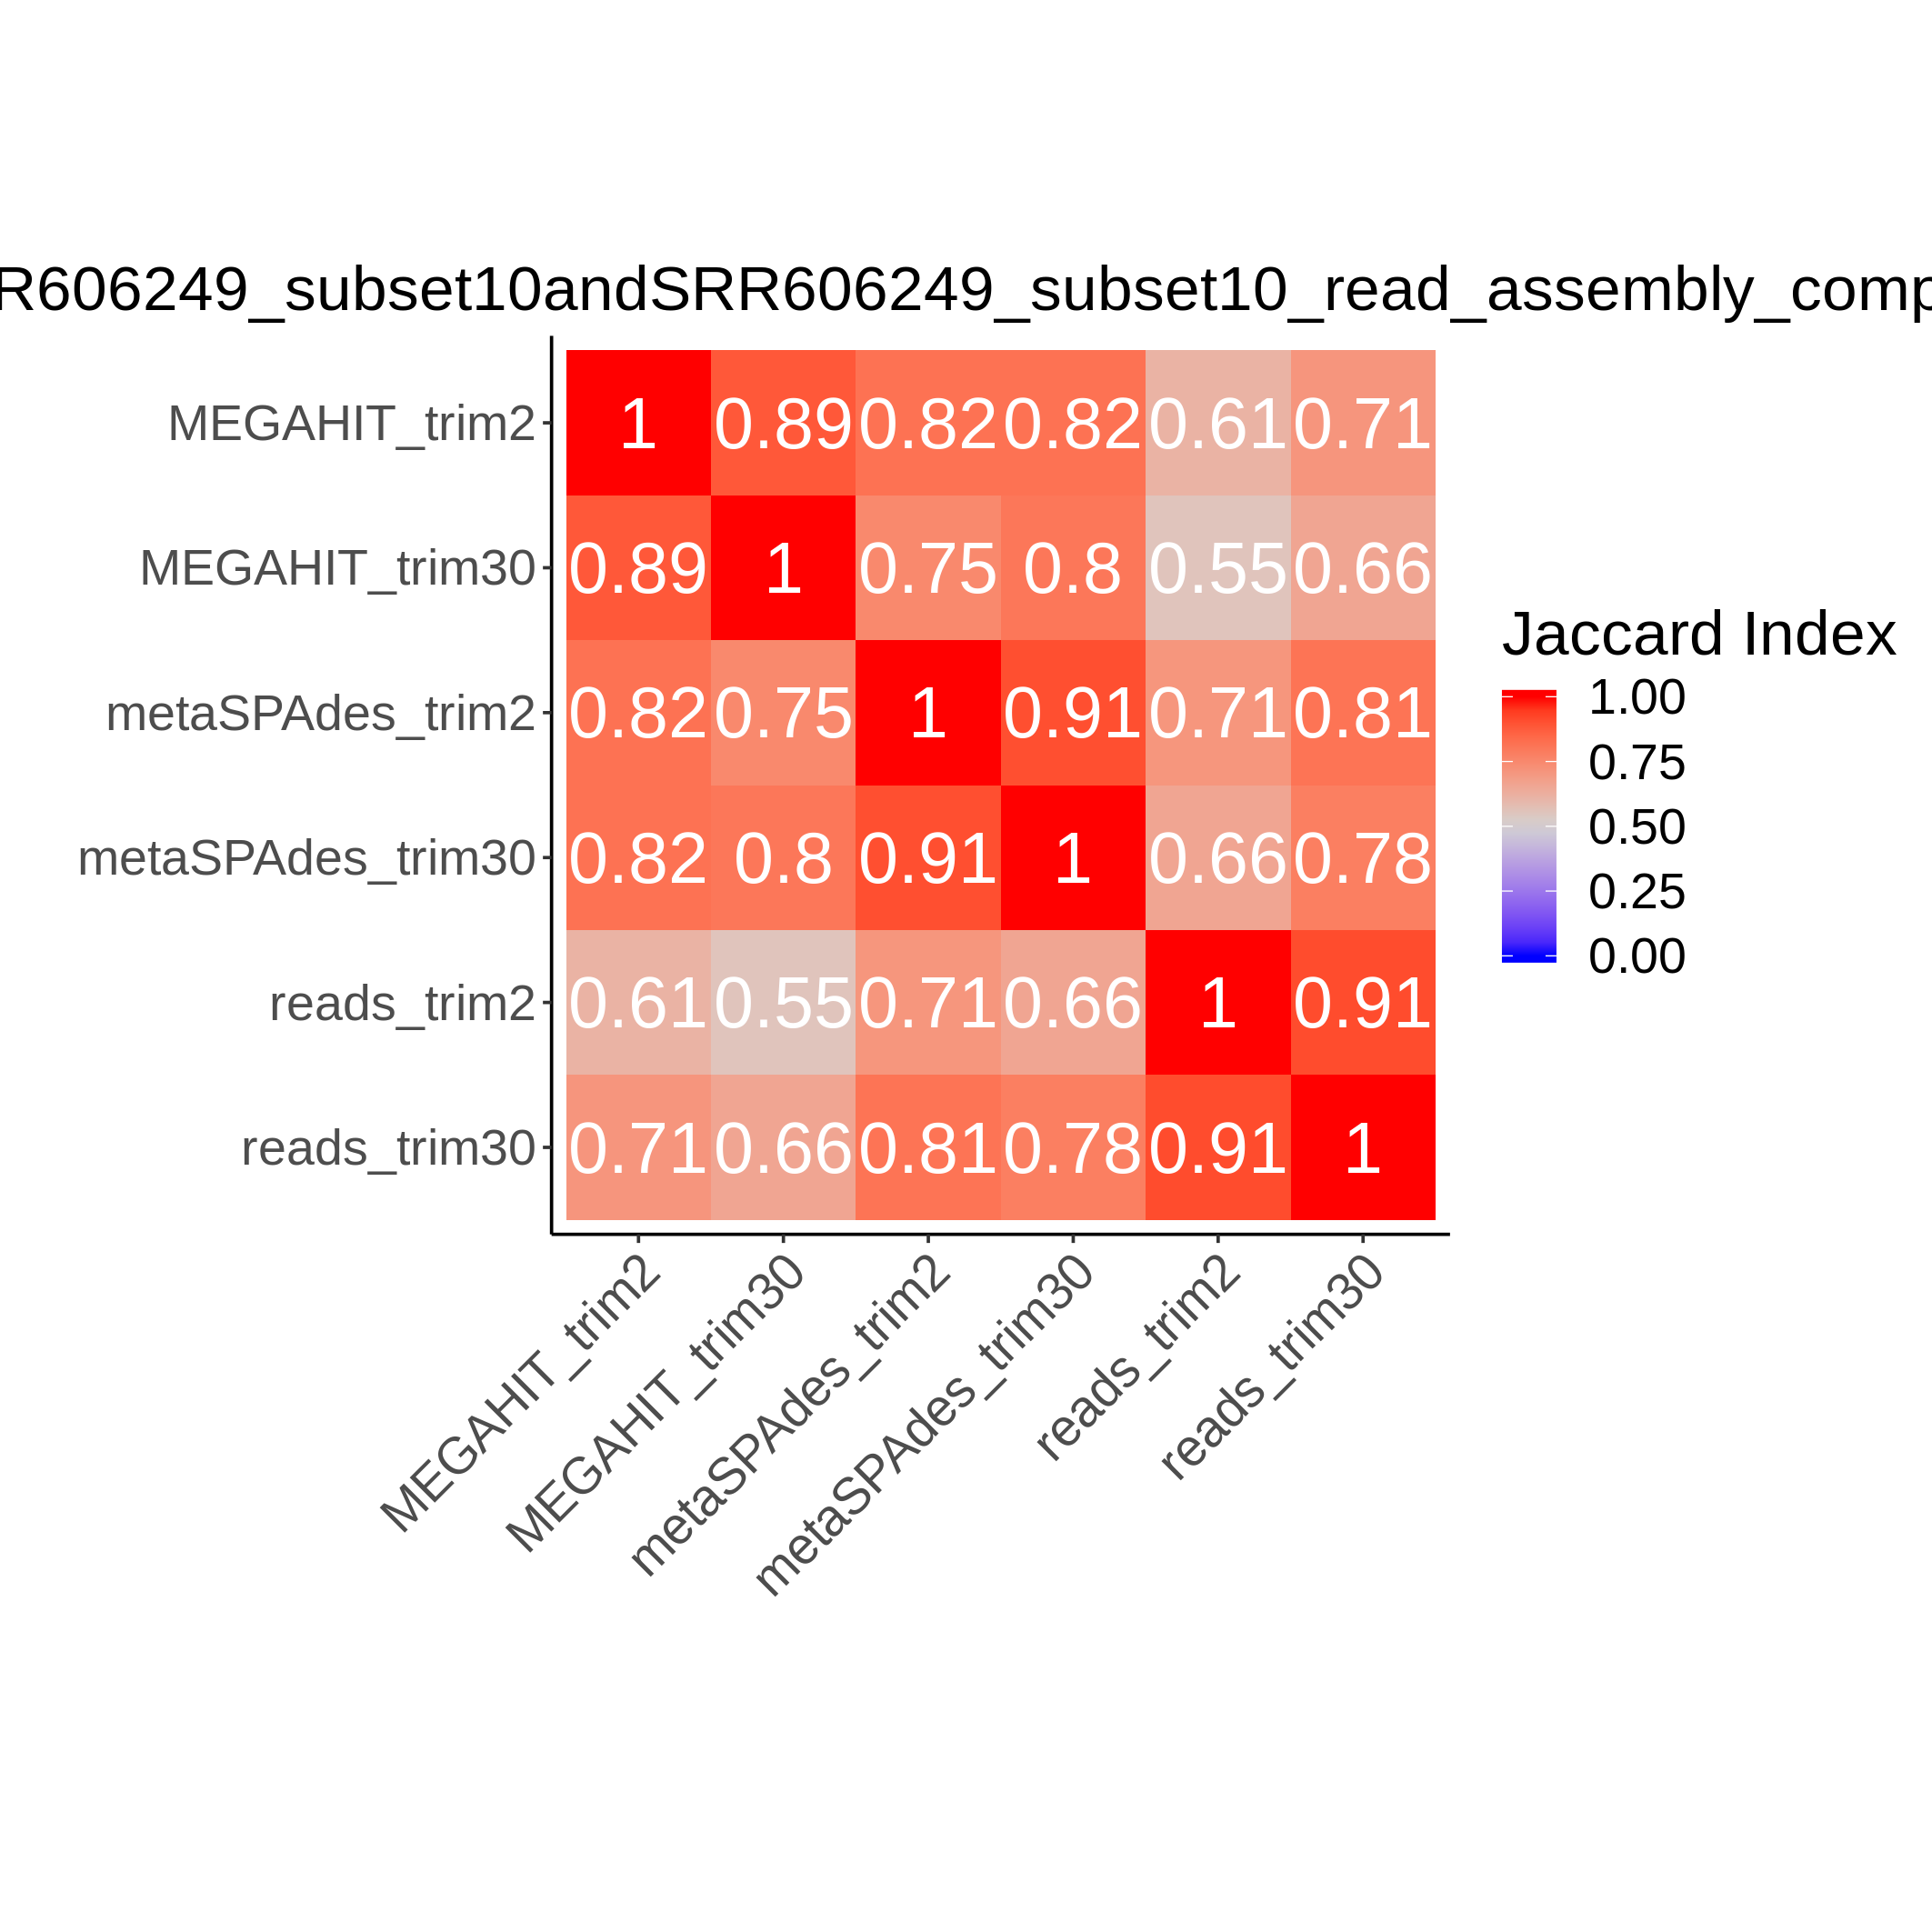 R606249_subset10andSRR606249_subset10_read_assembly_comp
MEGAHIT_trim2 1 0.89 0.82 0.82 0.61 0.71
MEGAHIT_trim30 0.89 1 0.75 0.8 0.55 0.66
metaSPAdes_trim2 0.82 0.75 1 0.91 0.71 0.81
metaSPAdes_trim30 0.82 0.8 0.91 1 0.66 0.78
reads_trim2 0.61 0.55 0.71 0.66 1 0.91
reads_trim30 0.71 0.66 0.81 0.78 0.91 1
MEGAHIT_trim2
MEGAHIT_trim30
metaSPAdes_trim2
metaSPAdes_trim30
reads_trim2
reads_trim30
Jaccard Index
1.00
0.75
0.50
0.25
0.00